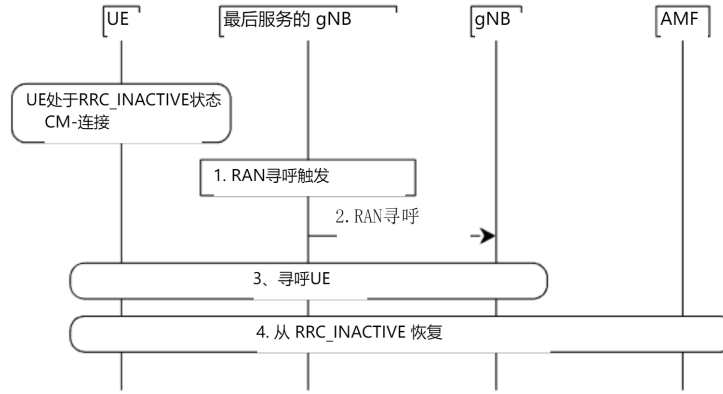 UE
最后服务的 gNB
gNB
AMF
UE处于RRC_INACTIVE状态
CM-连接
1. RAN寻呼触发
2.RAN寻呼
3、寻呼UE
4. 从 RRC_INACTIVE 恢复